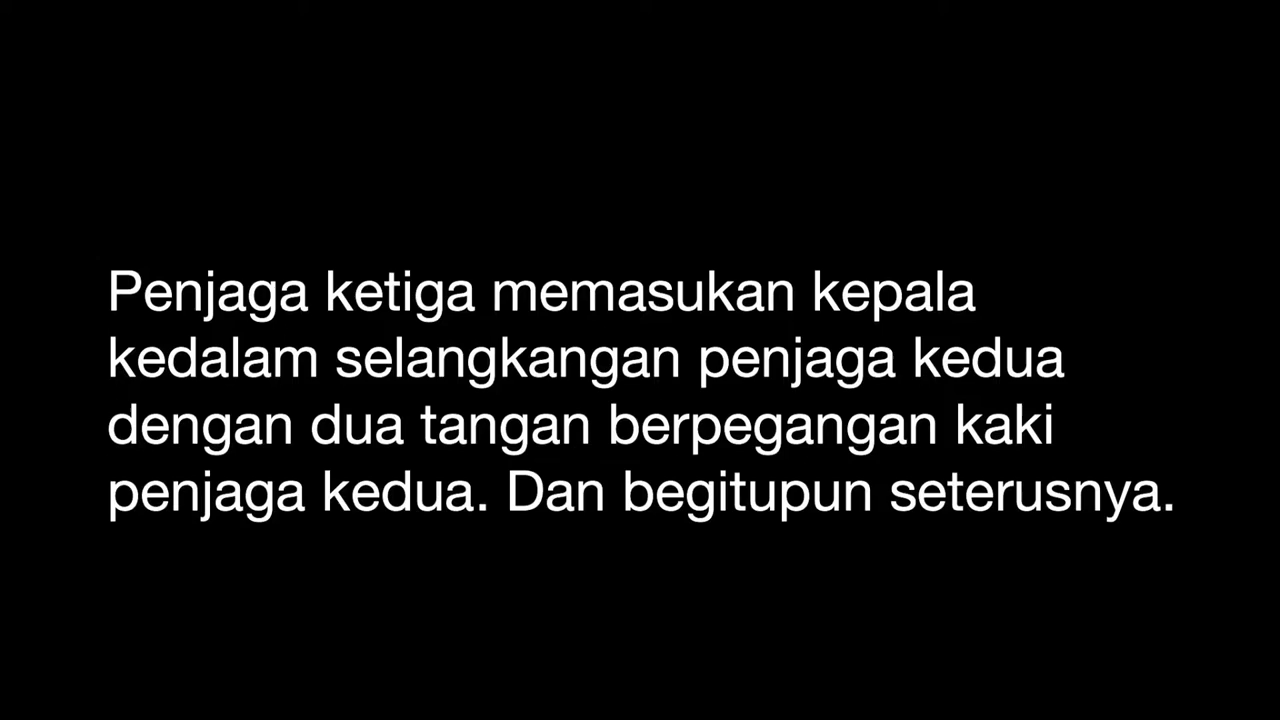 Penjaga ketiga memasukan kepala
kedalam selangkangan penjaga kedua
dengan dua tangan berpegangan kaki
penjaga kedua. Dan begitupun seterusnya.